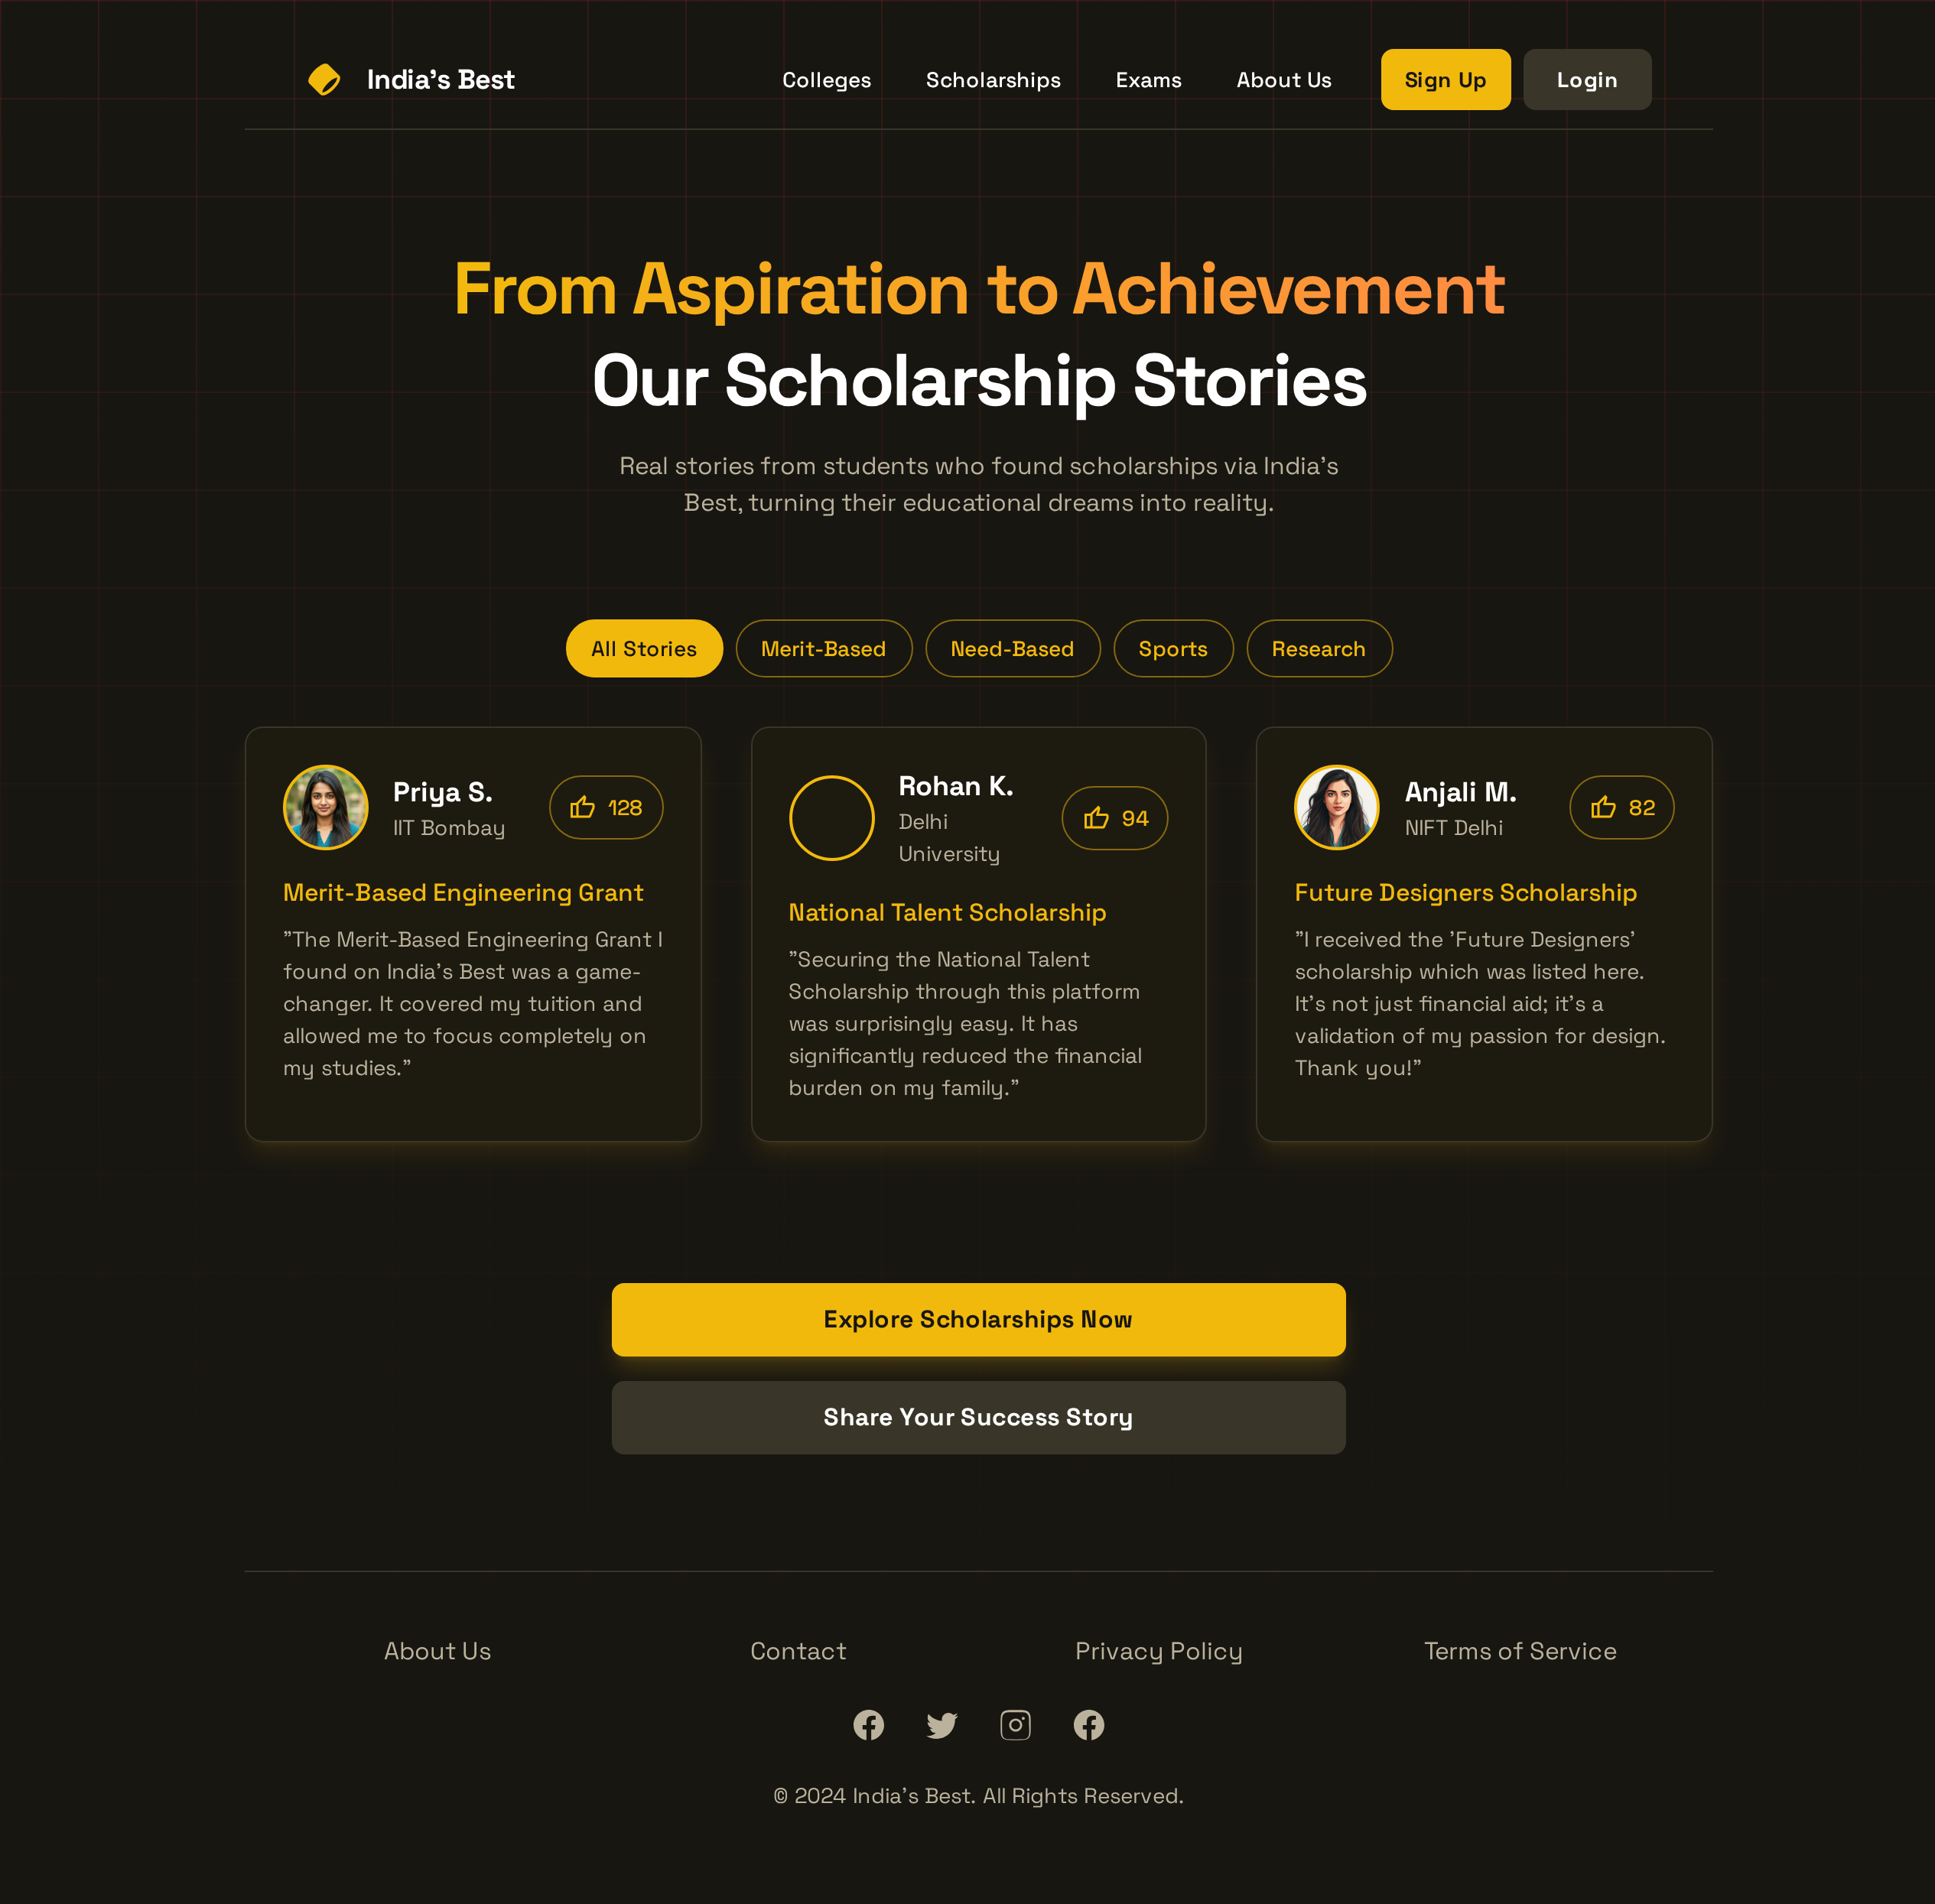 India's Best
Colleges
Scholarships
Exams
About Us
Sign Up
Login
From Aspiration to Achievement
Our Scholarship Stories
Real stories from students who found scholarships via India's
Best, turning their educational dreams into reality.
All Stories
Merit-Based
Need-Based
Sports
Research
Priya S.
IIT Bombay
128
Merit-Based Engineering Grant
"The Merit-Based Engineering Grant I
found on India's Best was a game-
changer. It covered my tuition and
allowed me to focus completely on
my studies."
Rohan K.
Delhi
University
94
National Talent Scholarship
"Securing the National Talent
Scholarship through this platform
was surprisingly easy. It has
significantly reduced the financial
burden on my family."
Anjali M.
NIFT Delhi
82
Future Designers Scholarship
"I received the 'Future Designers'
scholarship which was listed here.
It's not just financial aid; it's a
validation of my passion for design.
Thank you!"
Explore Scholarships Now
Share Your Success Story
About Us
Contact
Privacy Policy
Terms of Service
© 2024 India's Best. All Rights Reserved.